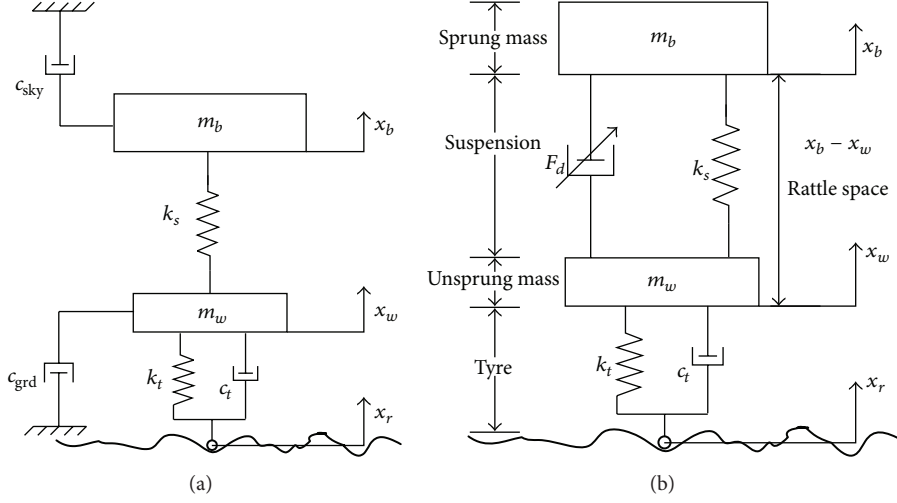 c_sky
m_b
x_b
k_s
m_w
x_w
c_grd
k_t
c_t
x_r
(a)
Sprung mass
m_b
x_b
Suspension
F_d
k_s
x_b − x_w
Rattle space
Unsprung mass
m_w
x_w
Tyre
k_t
c_t
x_r
(b)